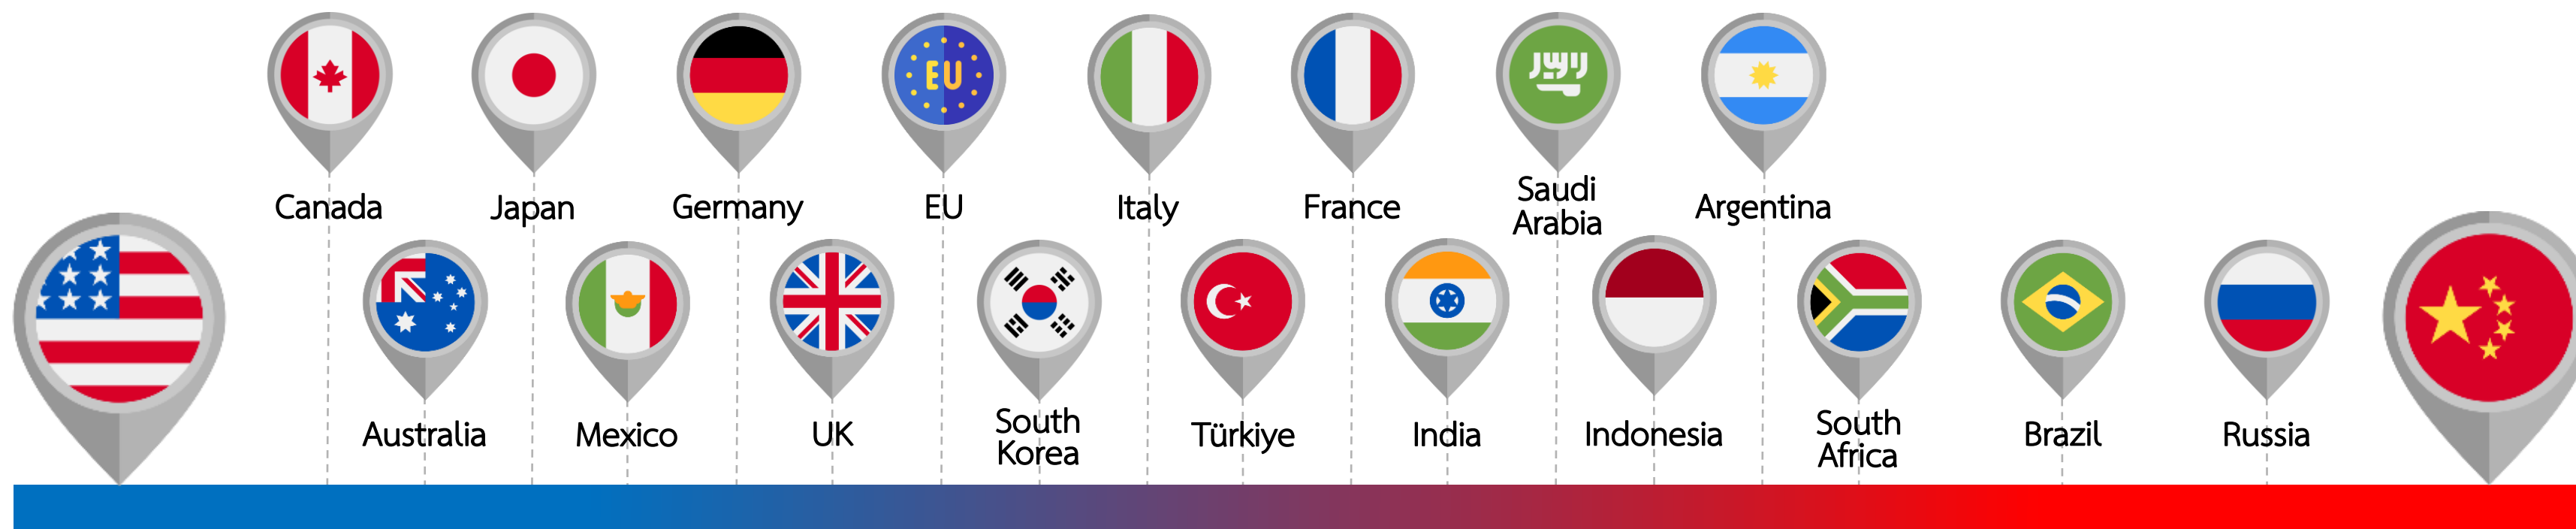 EU
Canada
Japan
Germany
EU
Italy
France
Saudi
Arabia
Argentina
Australia
Mexico
UK
South
Korea
Türkiye
India
Indonesia
South
Africa
Brazil
Russia